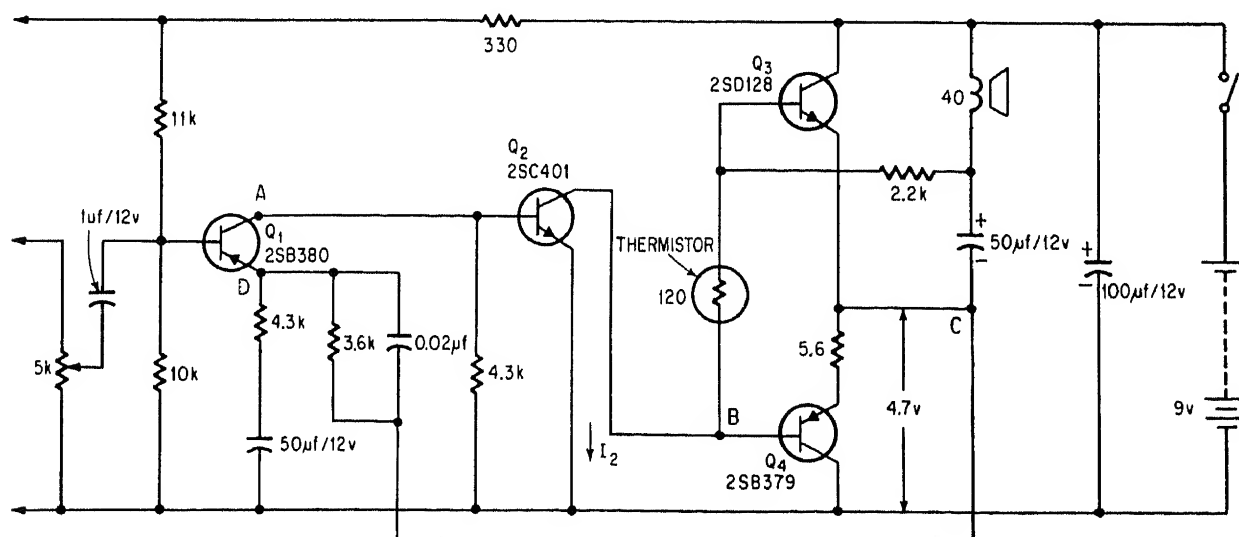 330
Q3
2SD128
40
11k
Q2
2SC401
2.2k
A
1uf/12v
Q1
2SB380
THERMISTOR
50µf/12v
+
-
+
-
100µf/12v
D
120
C
4.3k
3.6k
0.02µf
5.6
5k
10k
4.3k
4.7v
B
9v
50µf/12v
I2
Q4
2SB379